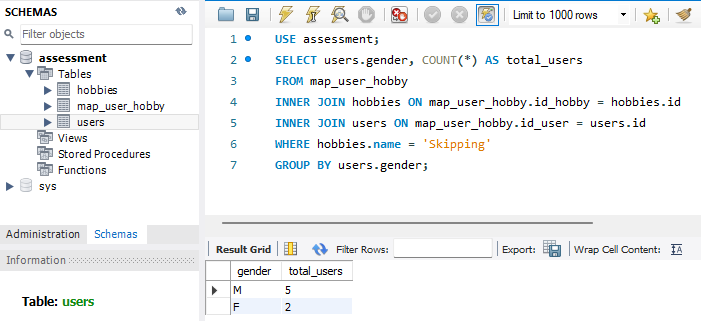 SCHEMAS
Filter objects
assessment
Tables
hobbies
map_user_hobby
users
Views
Stored Procedures
Functions
sys
Administration Schemas
Information
Table: users
Limit to 1000 rows
1 USE assessment;
2 SELECT users.gender, COUNT(*) AS total_users
3 FROM map_user_hobby
4 INNER JOIN hobbies ON map_user_hobby.id_hobby = hobbies.id
5 INNER JOIN users ON map_user_hobby.id_user = users.id
6 WHERE hobbies.name = 'Skipping'
7 GROUP BY users.gender;
Result Grid Filter Rows: Export: Wrap Cell Content: IA
gender total_users
M 5
F 2